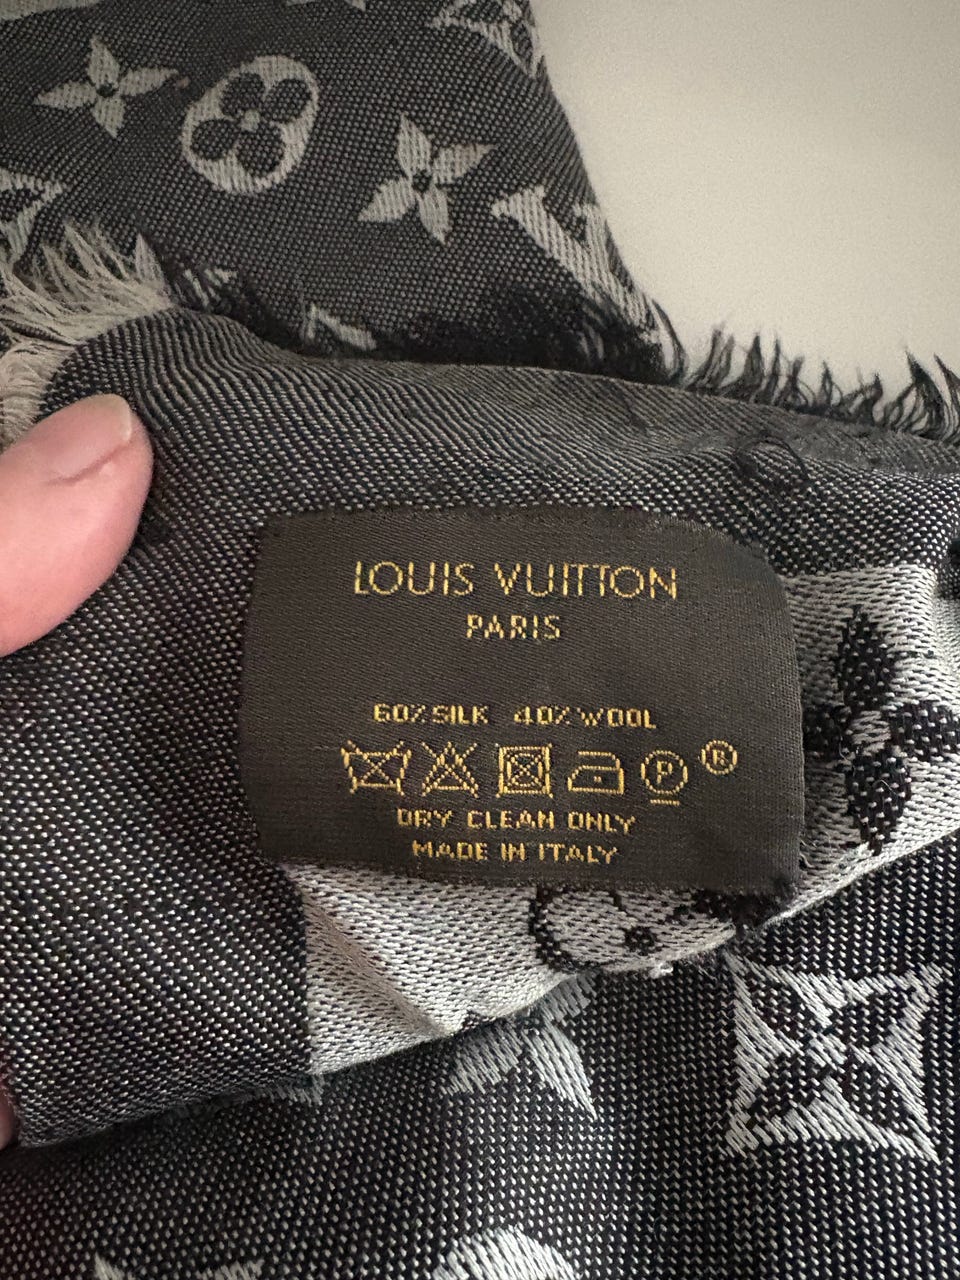 LOUIS VUITTON
PARIS
60% SILK 40% WOOL
P ®
DRY CLEAN ONLY
MADE IN ITALY